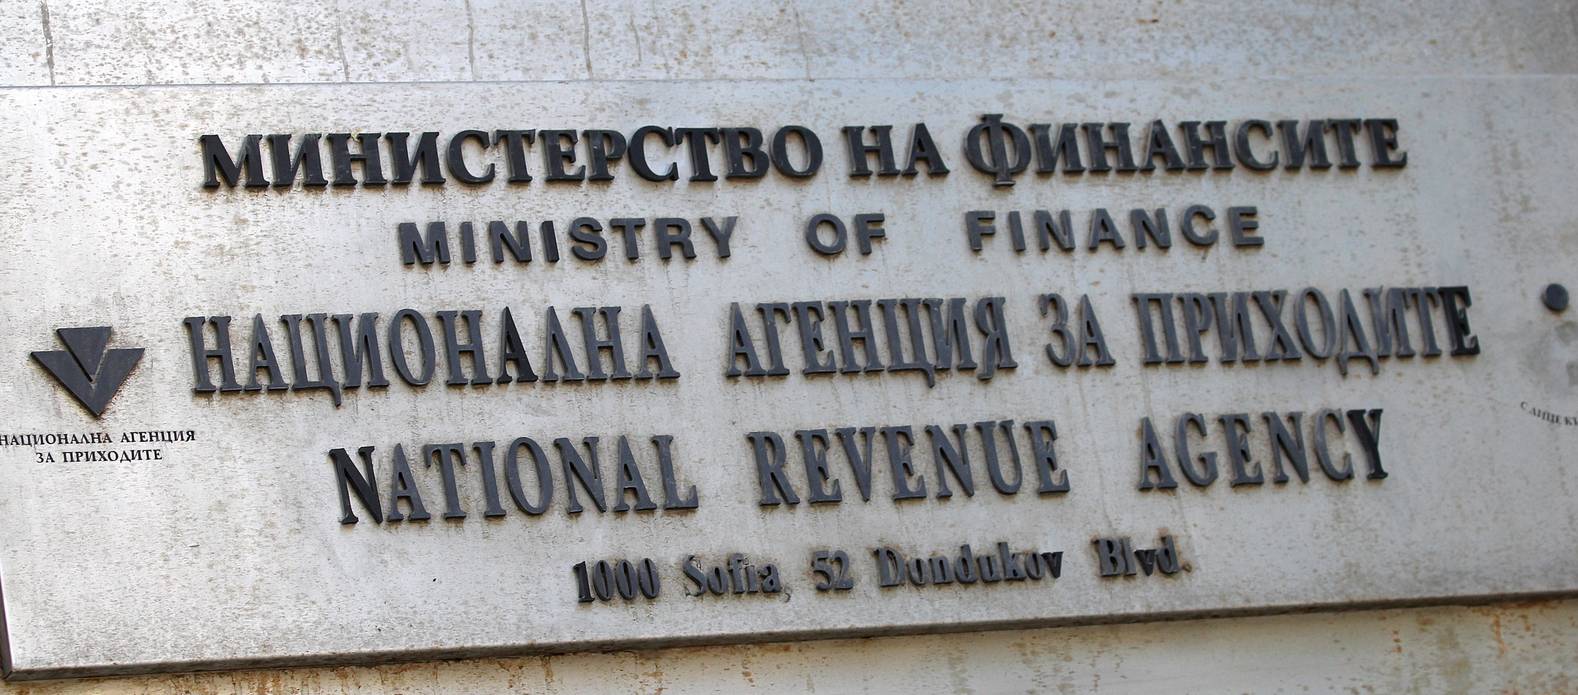 МИНИСТЕРСТВО НА ФИНАНСИТЕ
MINISTRY OF FINANCE
НАЦИОНАЛНА АГЕНЦИЯ ЗА ПРИХОДИТЕ
НАЦИОНАЛНА АГЕНЦИЯ
ЗА ПРИХОДИТЕ
NATIONAL REVENUE AGENCY
1000 Sofia, 52 Dondukov Blvd.
С ЛИЦЕ